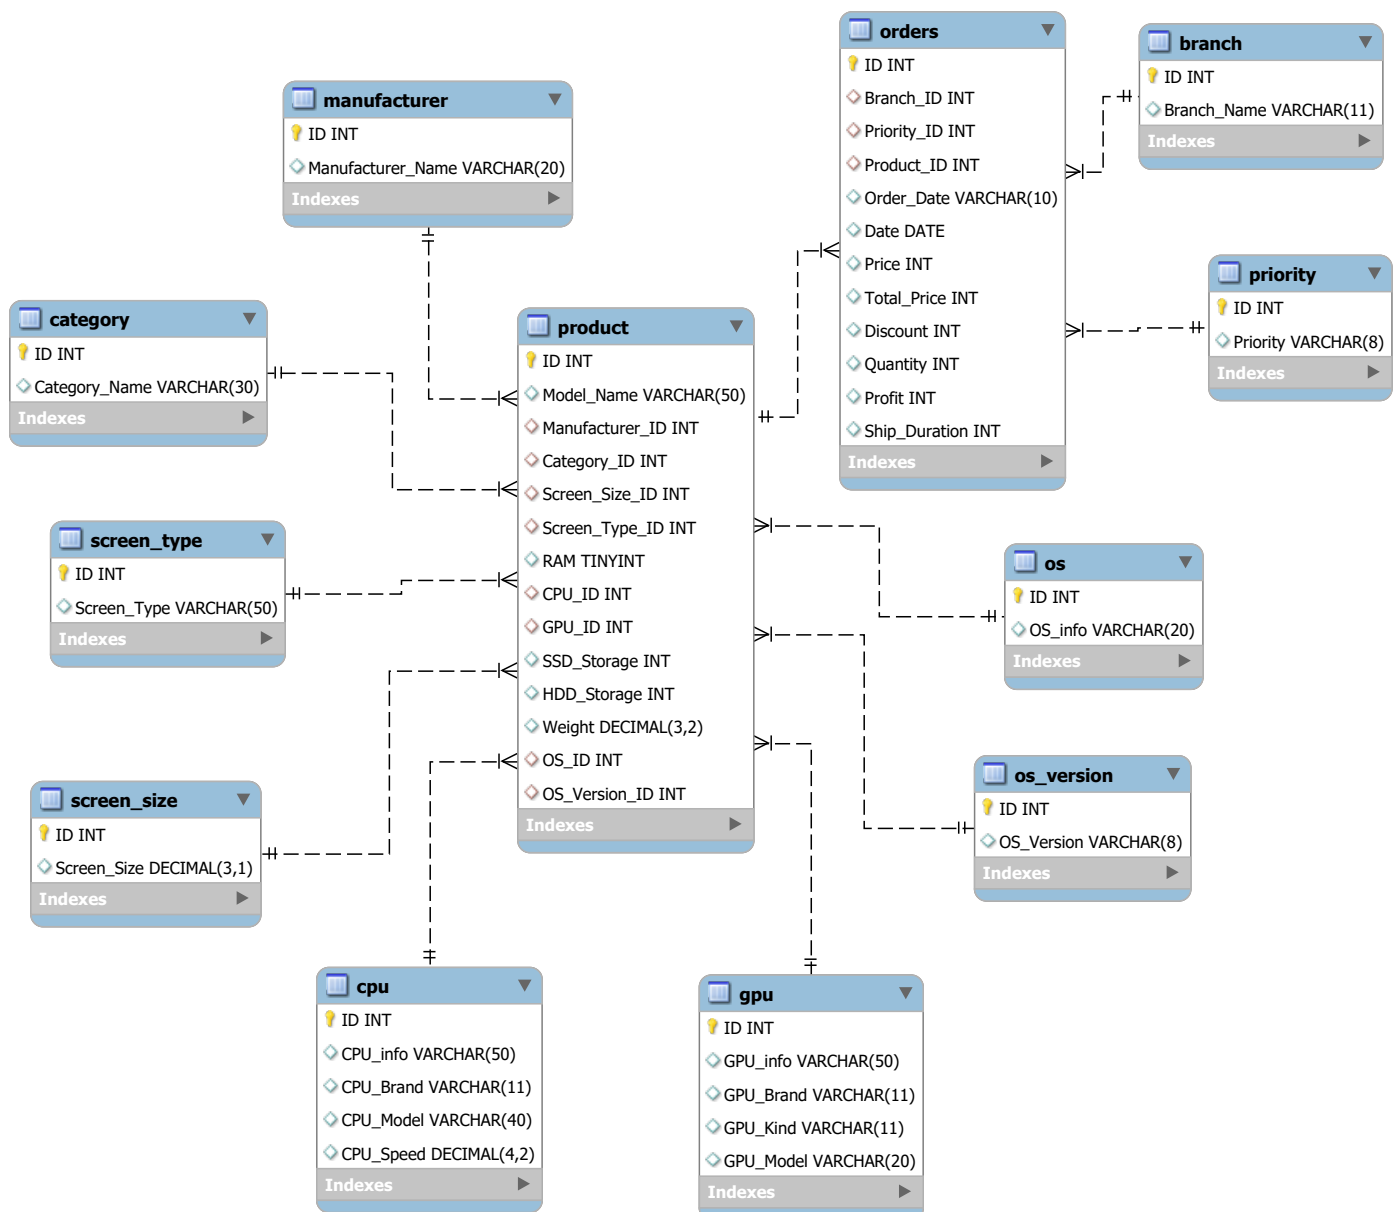 orders
ID INT
Branch_ID INT
Priority_ID INT
Product_ID INT
Order_Date VARCHAR(10)
Date DATE
Price INT
Total_Price INT
Discount INT
Quantity INT
Profit INT
Ship_Duration INT
Indexes
branch
ID INT
Branch_Name VARCHAR(11)
Indexes
manufacturer
ID INT
Manufacturer_Name VARCHAR(20)
Indexes
priority
ID INT
Priority VARCHAR(8)
Indexes
category
ID INT
Category_Name VARCHAR(30)
Indexes
product
ID INT
Model_Name VARCHAR(50)
Manufacturer_ID INT
Category_ID INT
Screen_Size_ID INT
Screen_Type_ID INT
RAM TINYINT
CPU_ID INT
GPU_ID INT
SSD_Storage INT
HDD_Storage INT
Weight DECIMAL(3,2)
OS_ID INT
OS_Version_ID INT
Indexes
screen_type
ID INT
Screen_Type VARCHAR(50)
Indexes
os
ID INT
OS_info VARCHAR(20)
Indexes
screen_size
ID INT
Screen_Size DECIMAL(3,1)
Indexes
os_version
ID INT
OS_Version VARCHAR(8)
Indexes
cpu
ID INT
CPU_info VARCHAR(50)
CPU_Brand VARCHAR(11)
CPU_Model VARCHAR(40)
CPU_Speed DECIMAL(4,2)
Indexes
gpu
ID INT
GPU_info VARCHAR(50)
GPU_Brand VARCHAR(11)
GPU_Kind VARCHAR(11)
GPU_Model VARCHAR(20)
Indexes